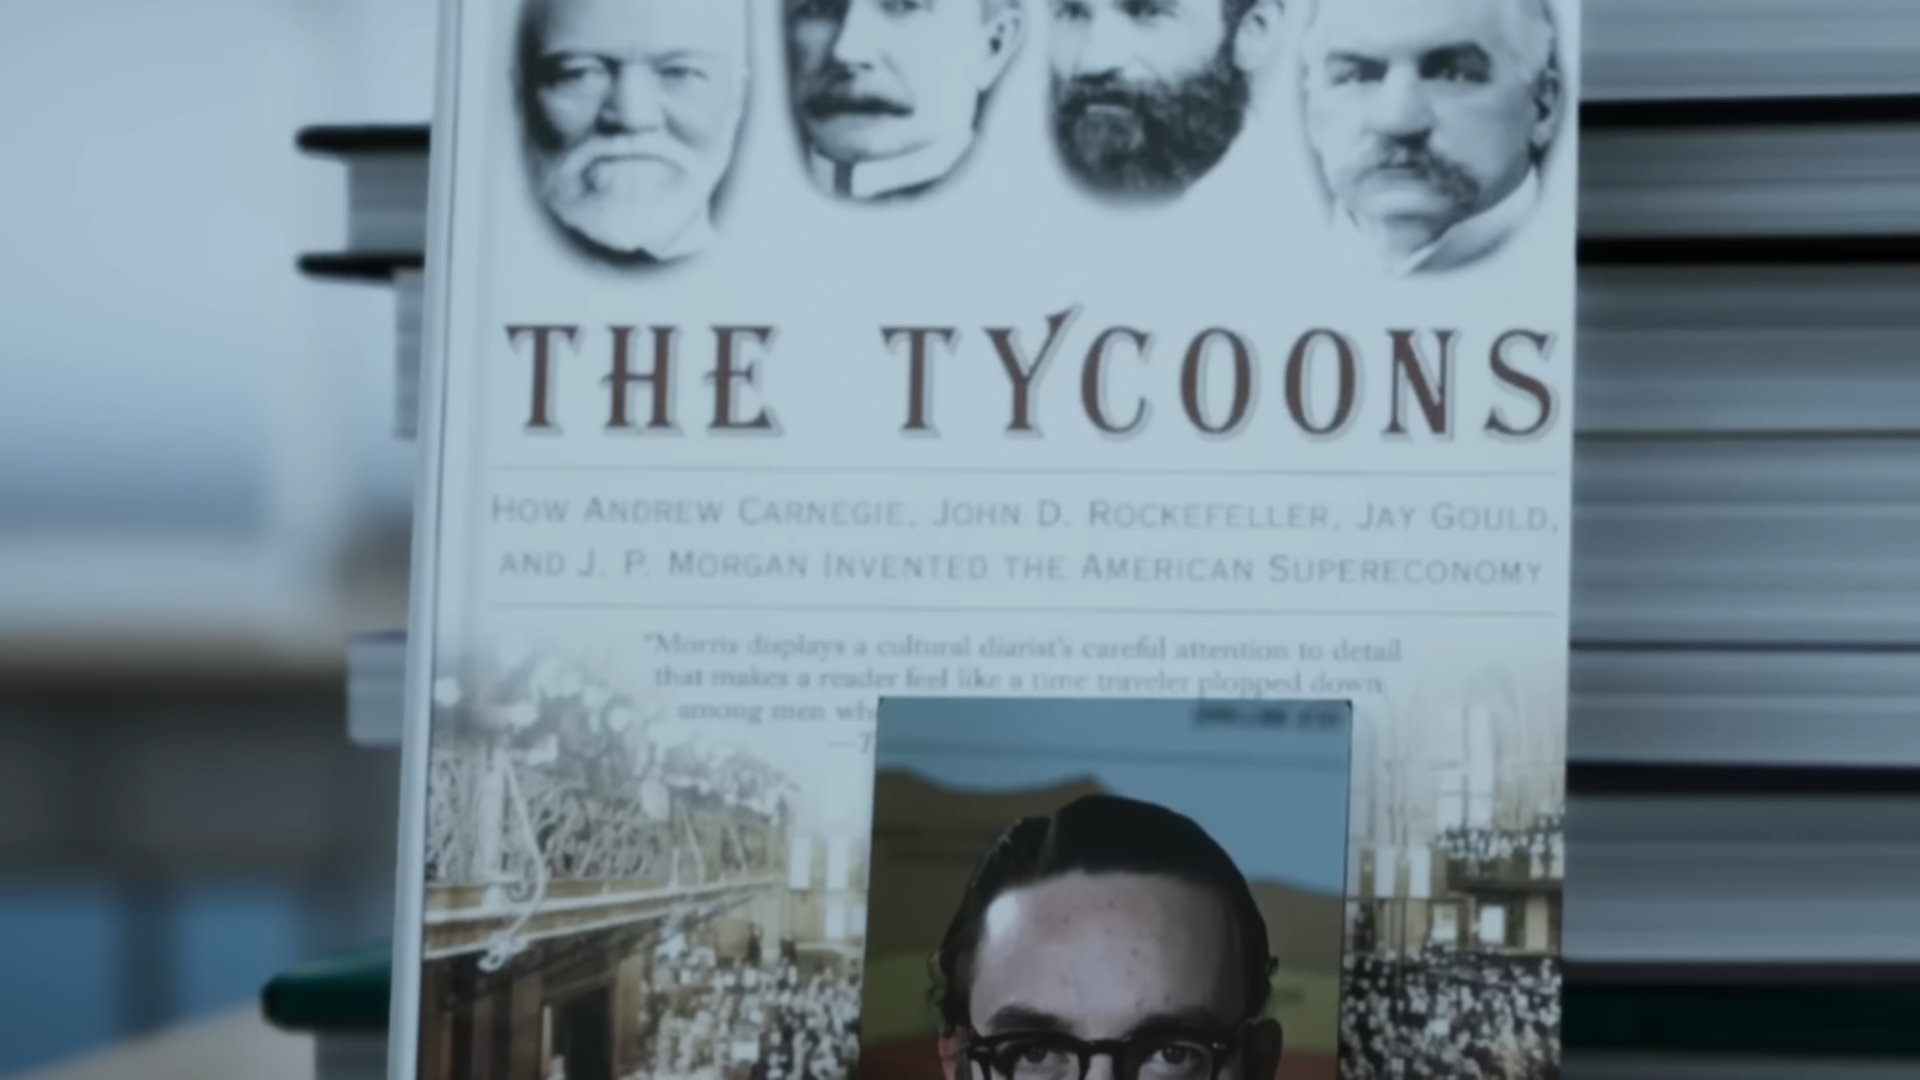 THE TYCOONS
HOW ANDREW CARNEGIE, JOHN D. ROCKEFELLER, JAY GOULD,
AND J. P. MORGAN INVENTED THE AMERICAN SUPERECONOMY
"Morris displays a cultural diarist's careful attention to detail
that makes a reader feel like a time traveler plopped down
among men